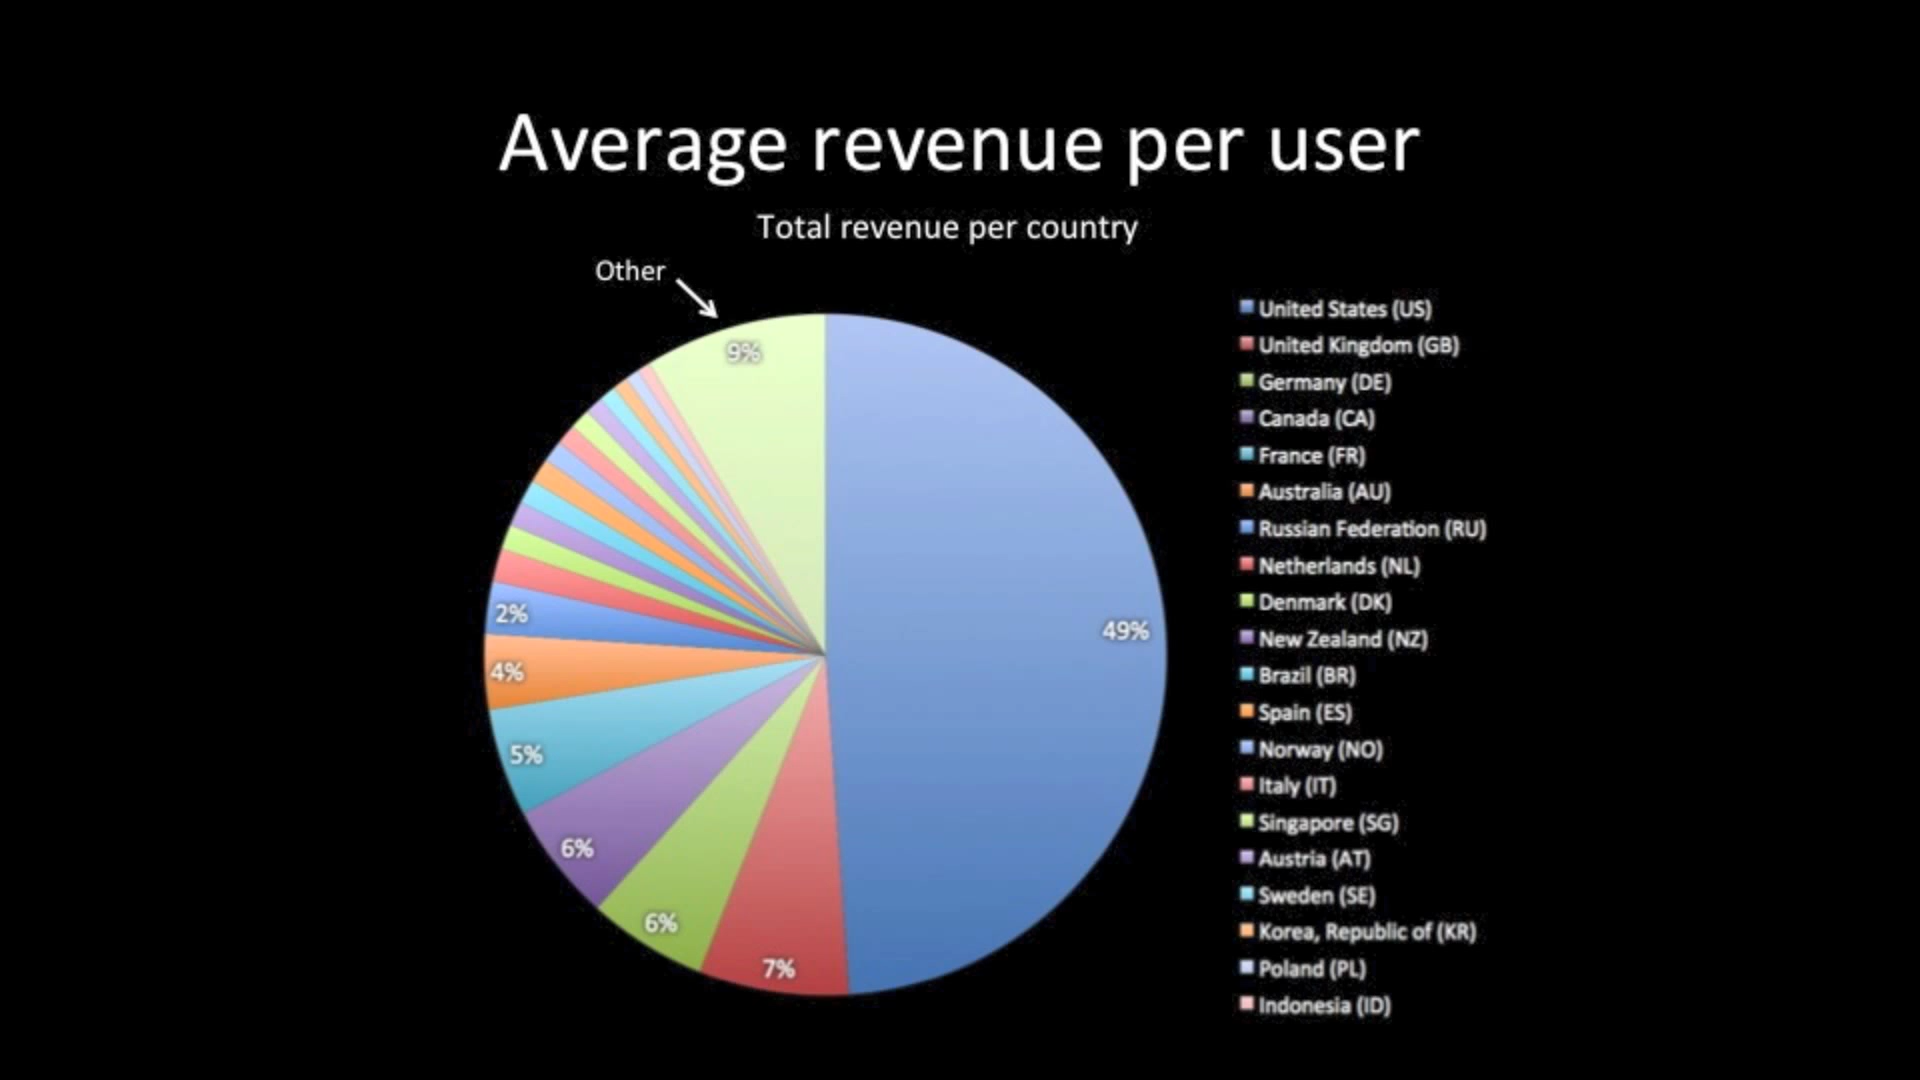 Average revenue per user
Total revenue per country
Other
9%
49%
2%
4%
5%
6%
6%
7%
United States (US)
United Kingdom (GB)
Germany (DE)
Canada (CA)
France (FR)
Australia (AU)
Russian Federation (RU)
Netherlands (NL)
Denmark (DK)
New Zealand (NZ)
Brazil (BR)
Spain (ES)
Norway (NO)
Italy (IT)
Singapore (SG)
Austria (AT)
Sweden (SE)
Korea, Republic of (KR)
Poland (PL)
Indonesia (ID)